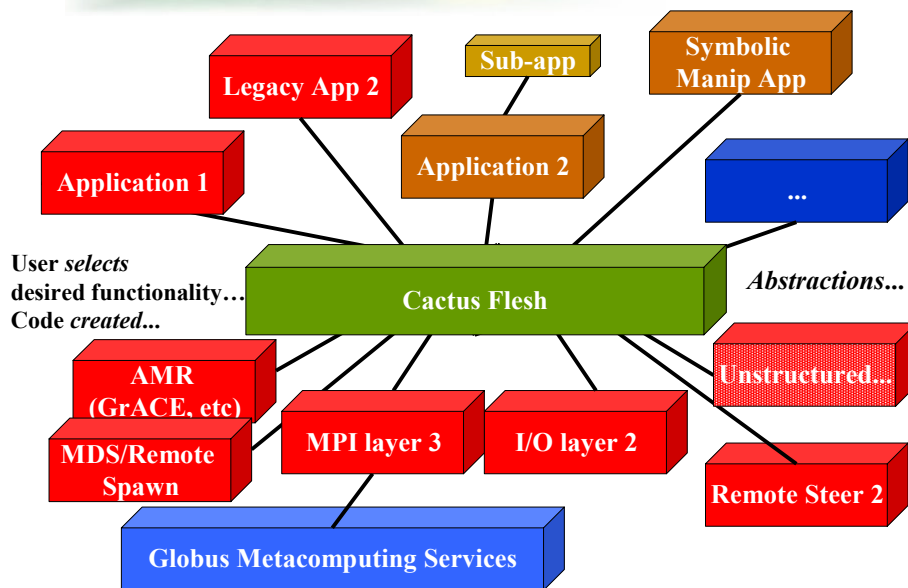 Sub-app
Symbolic
Manip App
Legacy App 2
Application 2
Application 1
...
User selects
desired functionality…
Code created...
Cactus Flesh
Abstractions...
AMR
(GrACE, etc)
Unstructured...
MDS/Remote
Spawn
MPI layer 3
I/O layer 2
Remote Steer 2
Globus Metacomputing Services